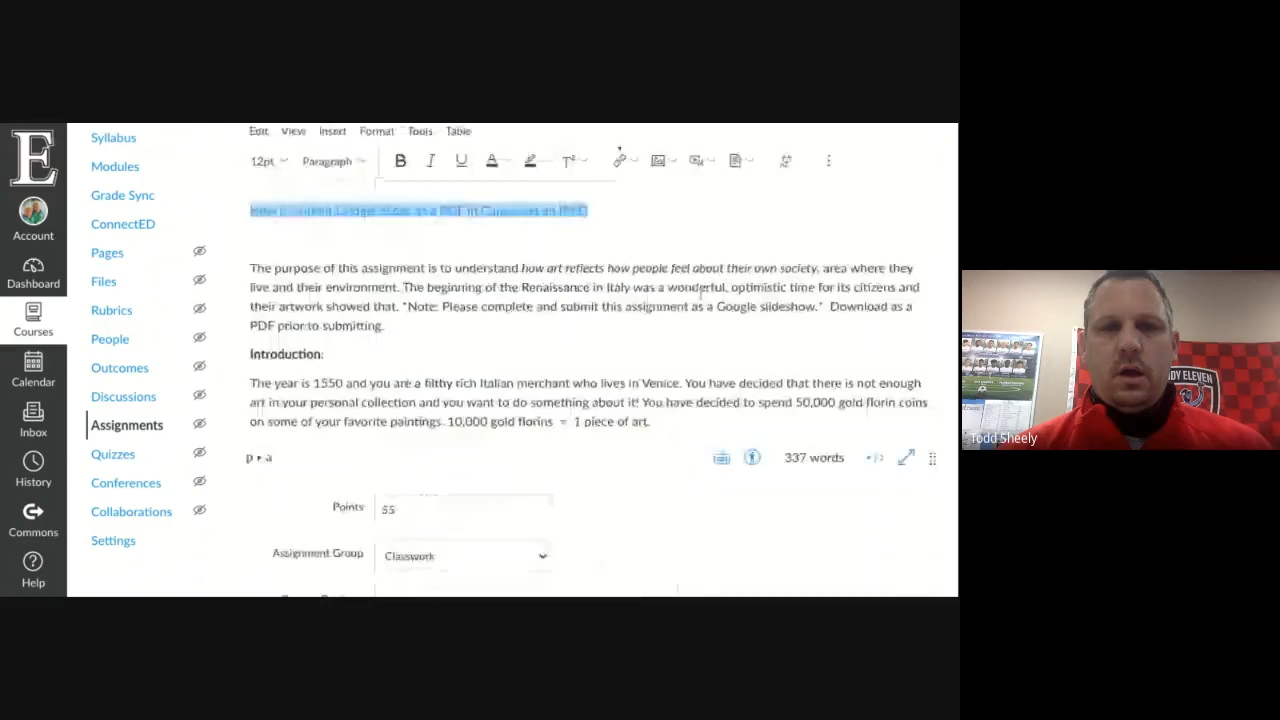 Edit View Insert Format Tools Table
12pt Paragraph B I U A T²
The purpose of this assignment is to understand how art reflects how people feel about their own society, area where they
live and their environment. The beginning of the Renaissance in Italy was a wonderful, optimistic time for its citizens and
their artwork showed that. *Note: Please complete and submit this assignment as a Google slideshow.* Download as a
PDF prior to submitting.
Introduction:
The year is 1550 and you are a filthy rich Italian merchant who lives in Venice. You have decided that there is not enough
art in your personal collection and you want to do something about it! You have decided to spend 50,000 gold florin coins
on some of your favorite paintings. 10,000 gold florins = 1 piece of art.
337 words
Points
55
Assignment Group
Classwork
E
Account
Dashboard
Courses
Calendar
Inbox
History
Commons
Help
Syllabus
Modules
Grade Sync
ConnectED
Pages
Files
Rubrics
People
Outcomes
Discussions
Assignments
Quizzes
Conferences
Collaborations
Settings
ELEVEN
Todd Sheely